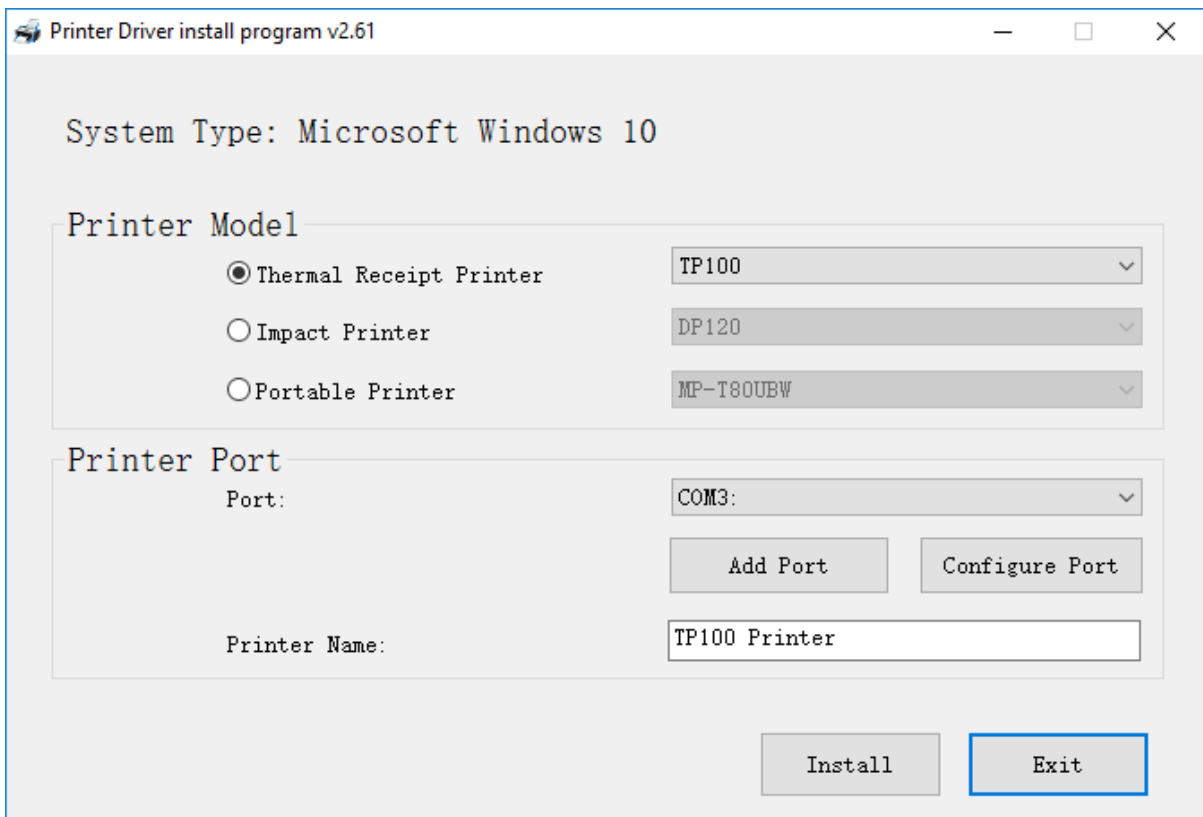 Printer Driver install program v2.61
System Type: Microsoft Windows 10
Printer Model
Thermal Receipt Printer
TP100
Impact Printer
DP120
Portable Printer
MP-T80UBW
Printer Port
Port:
COM3:
Add Port
Configure Port
Printer Name:
TP100 Printer
Install
Exit